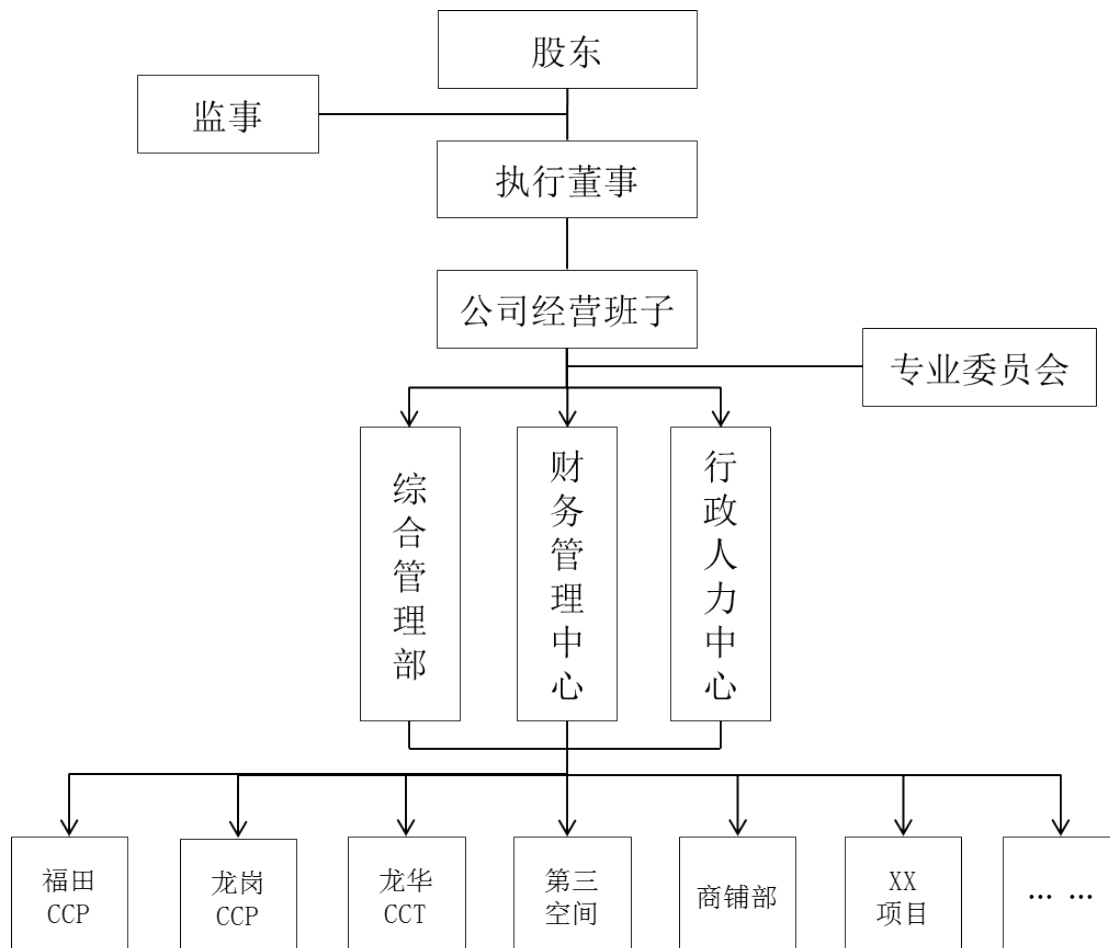 股东
监事
执行董事
公司经营班子
专业委员会
综合管理部
财务管理中心
行政人力中心
福田
CCP
龙岗
CCP
龙华
CCT
第三
空间
商铺部
XX
项目
… …